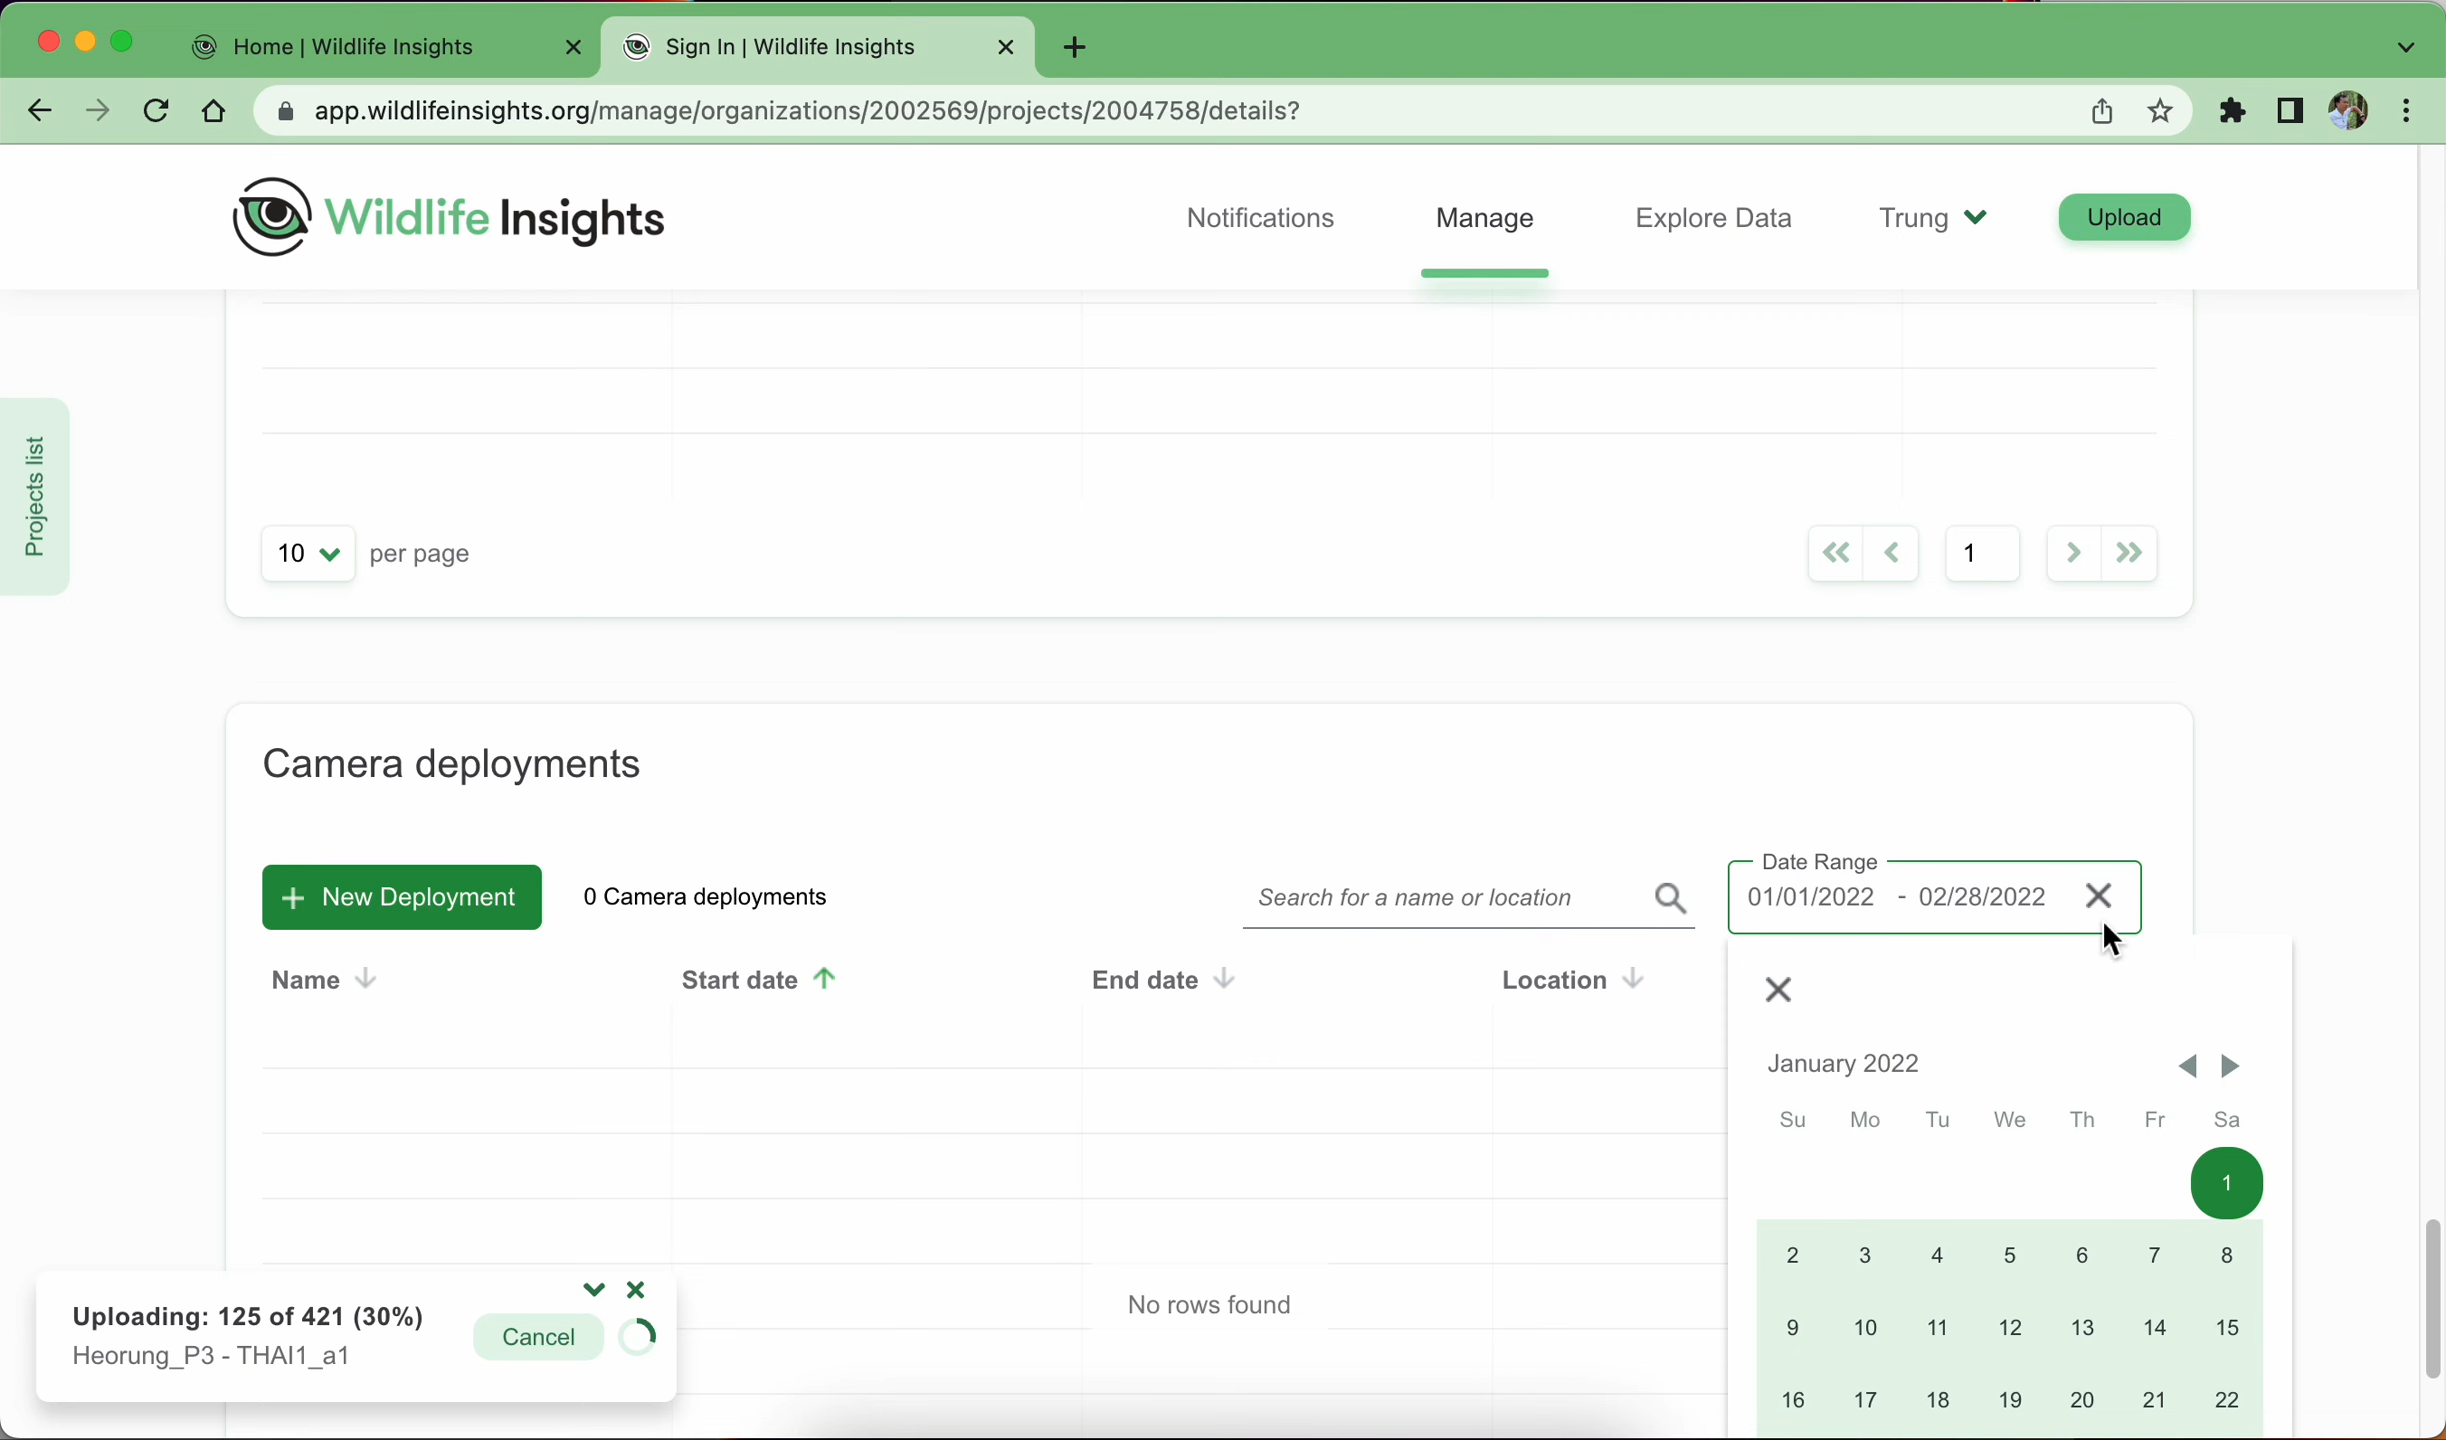 Home | Wildlife Insights
Sign In | Wildlife Insights
app.wildlifeinsights.org/manage/organizations/2002569/projects/2004758/details?
Wildlife Insights
Notifications
Manage
Explore Data
Trung
Upload
Projects list
10
per page
1
Camera deployments
New Deployment
0 Camera deployments
Search for a name or location
Date Range
01/01/2022 - 02/28/2022
Name
Start date
End date
Location
January 2022
Su Mo Tu We Th Fr Sa
1
2 3 4 5 6 7 8
9 10 11 12 13 14 15
16 17 18 19 20 21 22
No rows found
Uploading: 125 of 421 (30%)
Heorung_P3 - THAI1_a1
Cancel